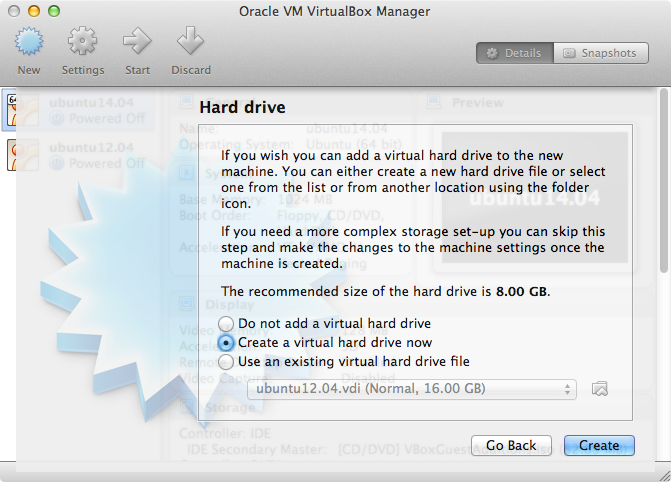 Oracle VM VirtualBox Manager
New
Settings
Start
Discard
Details
Snapshots
64
ubuntu14.04
Powered Off
ubuntu12.04
Powered Off
Preview
ubuntu14.04
Name: ubuntu14.04
Operating System: Ubuntu (64 bit)
Base Memory: 1024 MB
Boot Order: Floppy, CD/DVD,
Display
Video Memory:
Video Capture: Disabled
Storage
Controller: IDE
IDE Secondary Master: [CD/DVD]
Hard drive
If you wish you can add a virtual hard drive to the new
machine. You can either create a new hard drive file or select
one from the list or from another location using the folder
icon.
If you need a more complex storage set-up you can skip this
step and make the changes to the machine settings once the
machine is created.
The recommended size of the hard drive is 8.00 GB.
Do not add a virtual hard drive
Create a virtual hard drive now
Use an existing virtual hard drive file
ubuntu12.04.vdi (Normal, 16.00 GB)
Go Back
Create